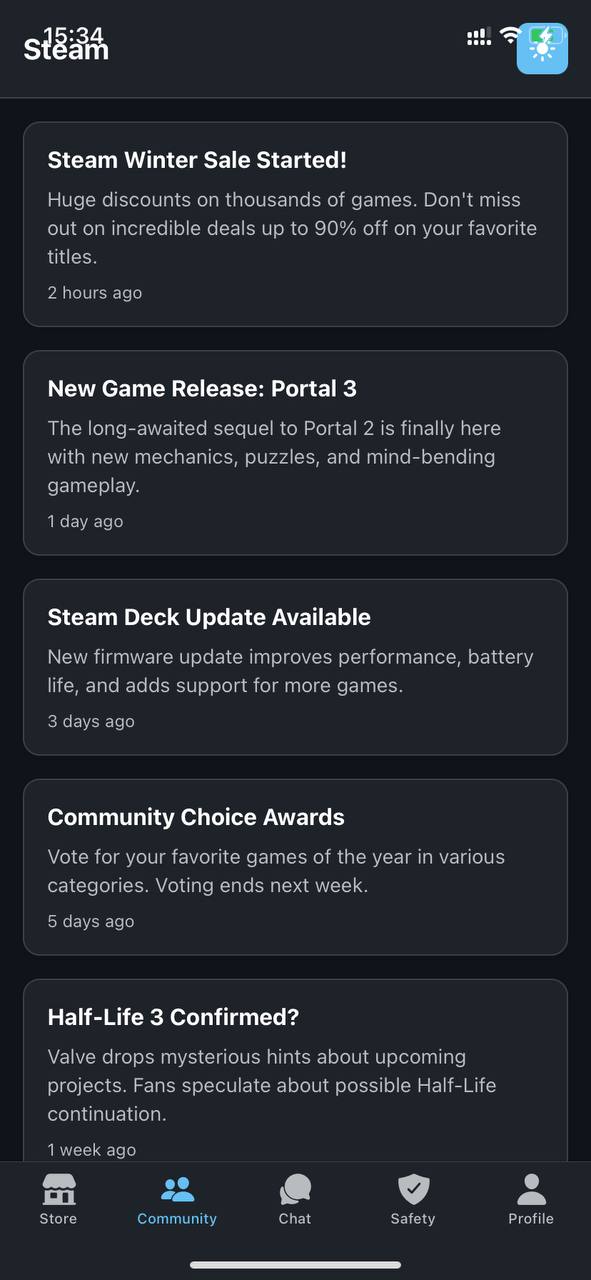 15:34
Steam
Steam Winter Sale Started!
Huge discounts on thousands of games. Don't miss
out on incredible deals up to 90% off on your favorite
titles.
2 hours ago
New Game Release: Portal 3
The long-awaited sequel to Portal 2 is finally here
with new mechanics, puzzles, and mind-bending
gameplay.
1 day ago
Steam Deck Update Available
New firmware update improves performance, battery
life, and adds support for more games.
3 days ago
Community Choice Awards
Vote for your favorite games of the year in various
categories. Voting ends next week.
5 days ago
Half-Life 3 Confirmed?
Valve drops mysterious hints about upcoming
projects. Fans speculate about possible Half-Life
continuation.
1 week ago
Store
Community
Chat
Safety
Profile